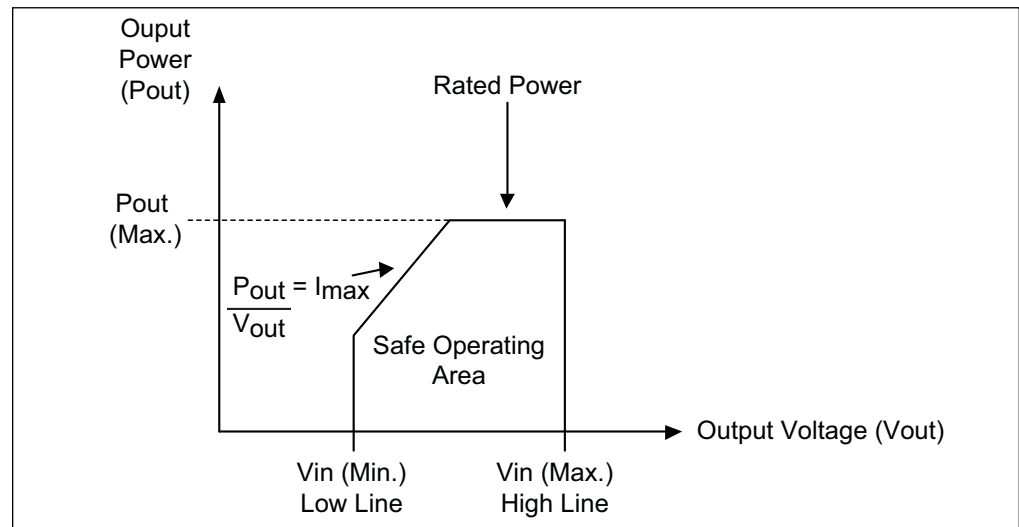 Ouput
Power
(Pout)
Rated Power
Pout
(Max.)
Pout = Imax
Vout
Safe Operating
Area
Output Voltage (Vout)
Vin (Min.)
Low Line
Vin (Max.)
High Line